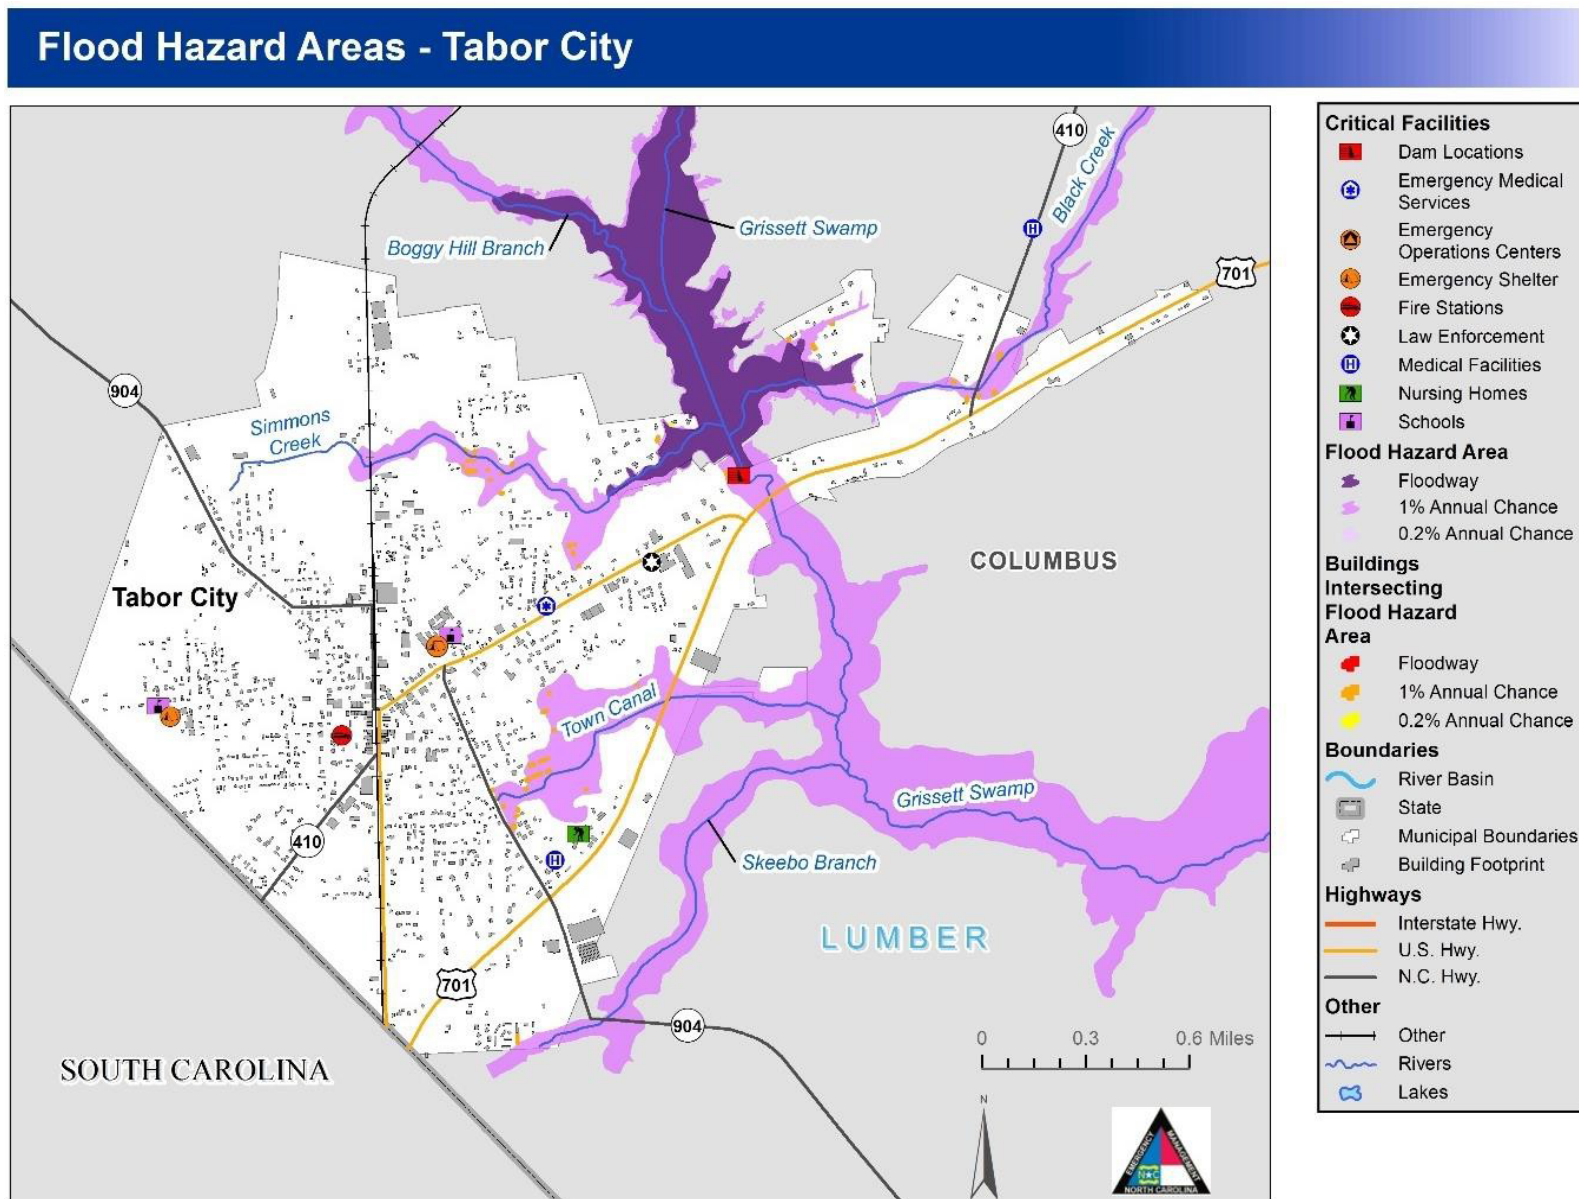 Flood Hazard Areas - Tabor City
410
Black Creek
Grissett Swamp
Boggy Hill Branch
701
904
Simmons
Creek
COLUMBUS
Tabor City
Town Canal
Grissett Swamp
410
Skeebo Branch
LUMBER
701
904
0 0.3 0.6 Miles
SOUTH CAROLINA
N
EMERGENCY
MANAGEMENT
N C
NORTH CAROLINA
Critical Facilities
Dam Locations
Emergency Medical
Services
Emergency
Operations Centers
Emergency Shelter
Fire Stations
Law Enforcement
H Medical Facilities
Nursing Homes
Schools
Flood Hazard Area
Floodway
1% Annual Chance
0.2% Annual Chance
Buildings
Intersecting
Flood Hazard
Area
Floodway
1% Annual Chance
0.2% Annual Chance
Boundaries
River Basin
State
Municipal Boundaries
Building Footprint
Highways
Interstate Hwy.
U.S. Hwy.
N.C. Hwy.
Other
Other
Rivers
Lakes